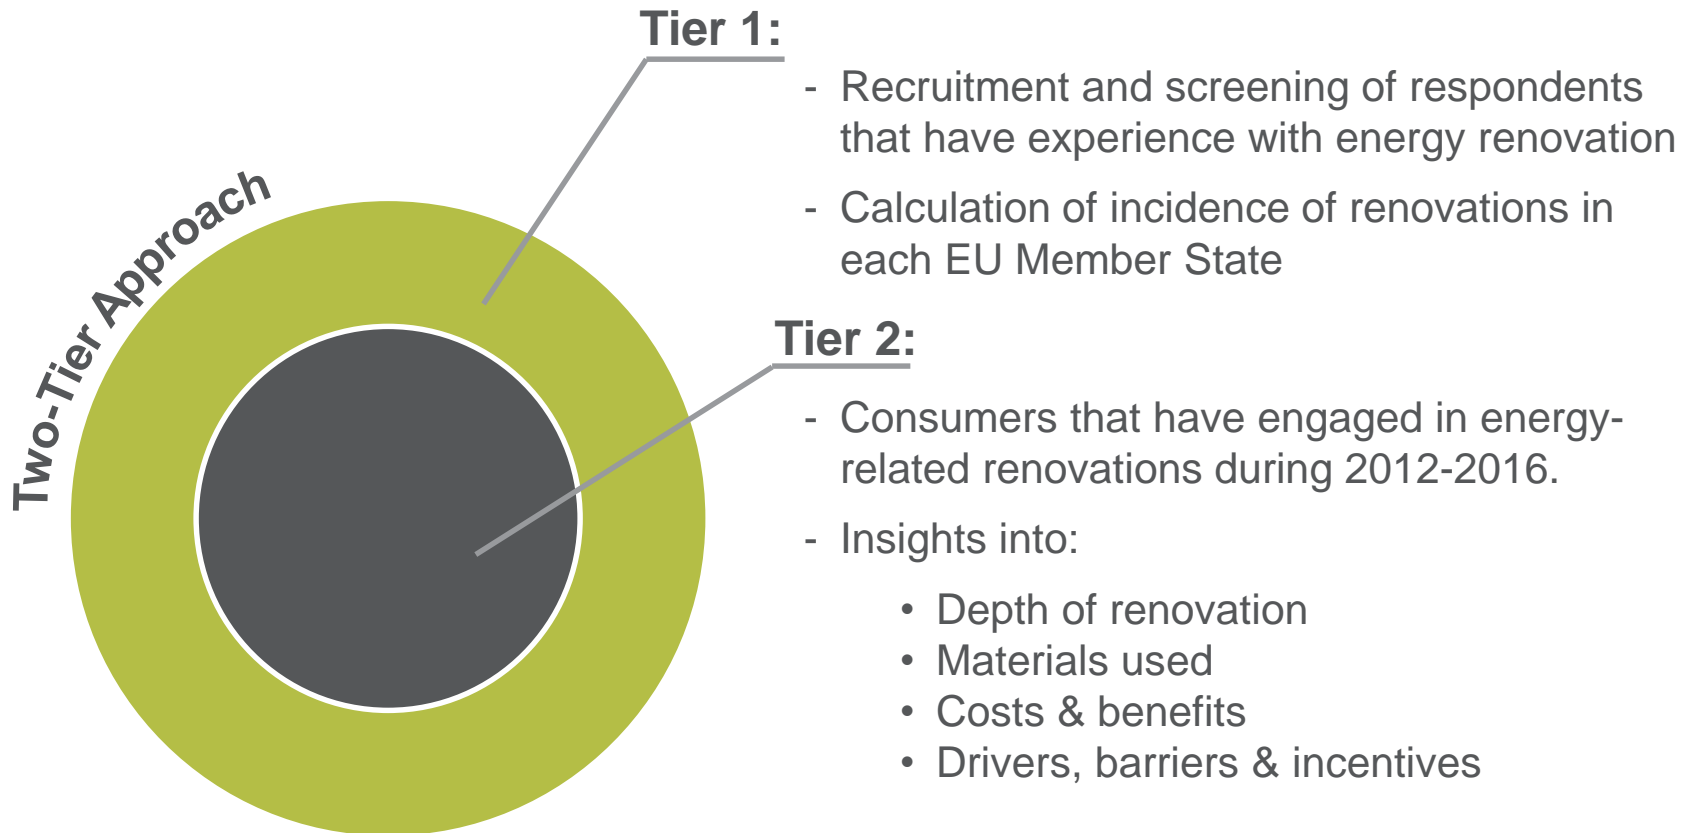 Two-Tier Approach
Tier 1:
- Recruitment and screening of respondents
that have experience with energy renovation
- Calculation of incidence of renovations in
each EU Member State
Tier 2:
- Consumers that have engaged in energy-
related renovations during 2012-2016.
- Insights into:
• Depth of renovation
• Materials used
• Costs & benefits
• Drivers, barriers & incentives